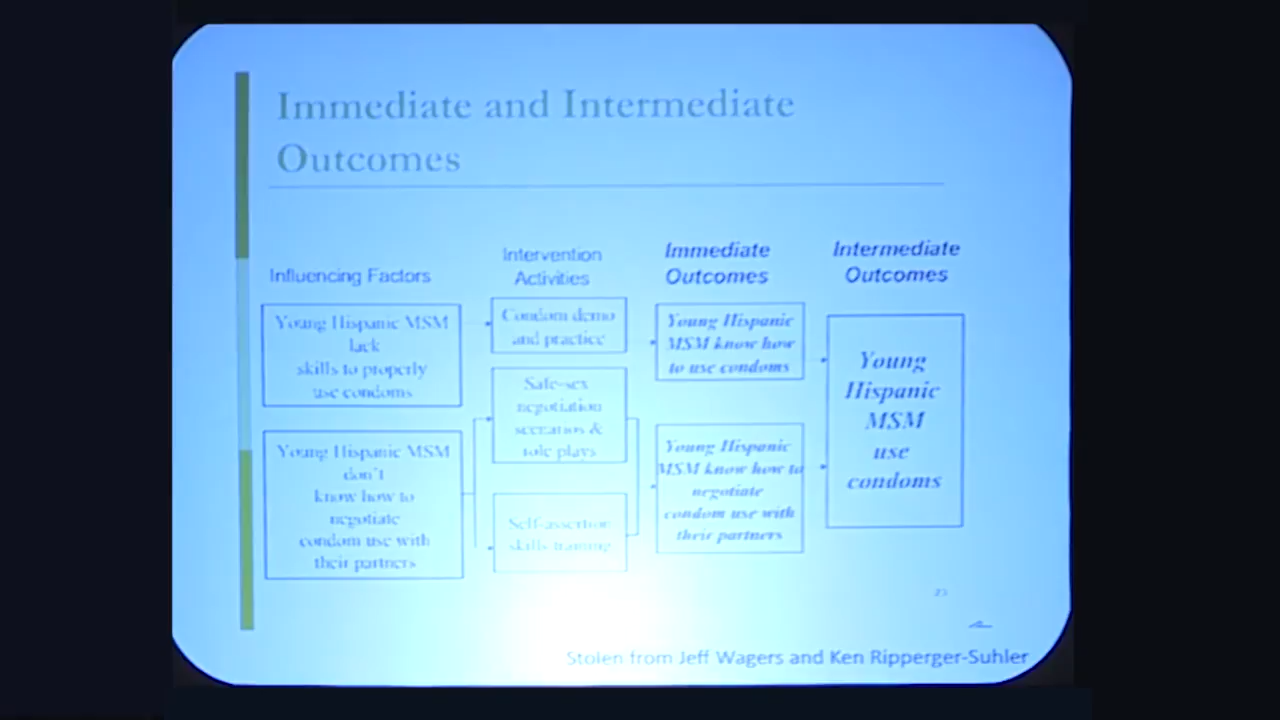 Immediate and Intermediate
Outcomes
Influencing Factors
Intervention
Activities
Immediate
Outcomes
Intermediate
Outcomes
Young Hispanic MSM
lack
skills to properly
use condoms
Young Hispanic MSM
don't
know how to
negotiate
condom use with
their partners
Condom demo
and practice
Safe-sex
negotiation
scenarios &
role plays
Self-assertion
skills training
Young Hispanic
MSM know how
to use condoms
Young Hispanic
MSM know how to
negotiate
condom use with
their partners
Young
Hispanic
MSM
use
condoms
Stolen from Jeff Wagers and Ken Ripperger-Suhler